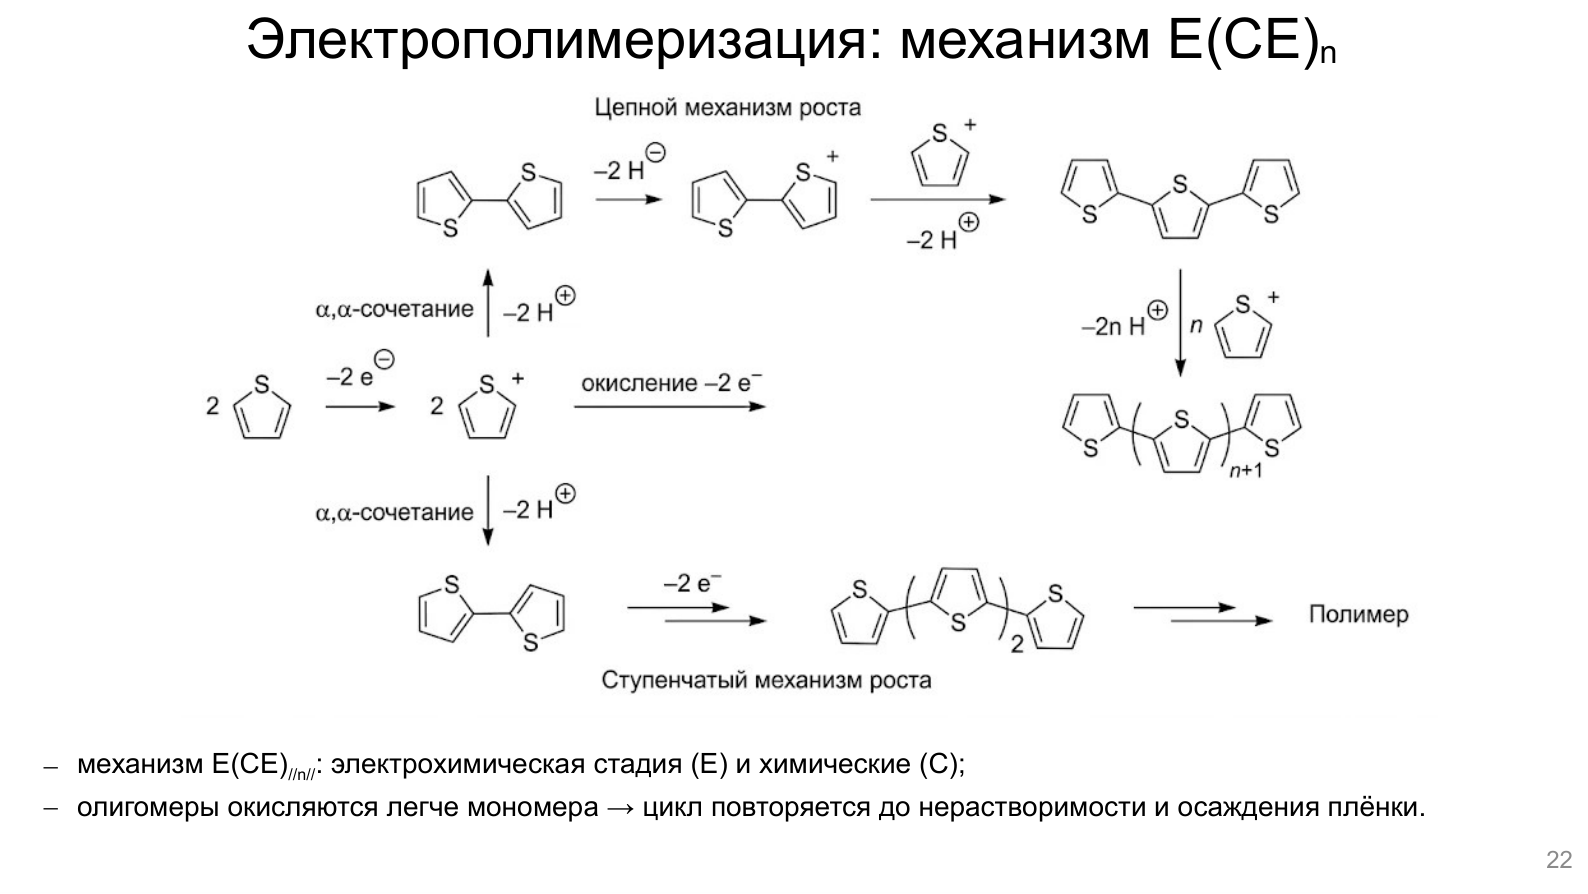 Электрополимеризация: механизм E(CE)n
Цепной механизм роста
S
S
–2 H⊖
S
S +
S +
–2 H⊕
S
S
S
α,α-сочетание
–2 H⊕
–2n H⊕
n
S +
2
S
–2 e⊖
2
S +
окисление –2 e–
S
S
S
n+1
α,α-сочетание
–2 H⊕
S
S
–2 e–
S
S
2
S
Полимер
Ступенчатый механизм роста
– механизм E(CE)//n//: электрохимическая стадия (E) и химические (C);
– олигомеры окисляются легче мономера → цикл повторяется до нерастворимости и осаждения плёнки.
22